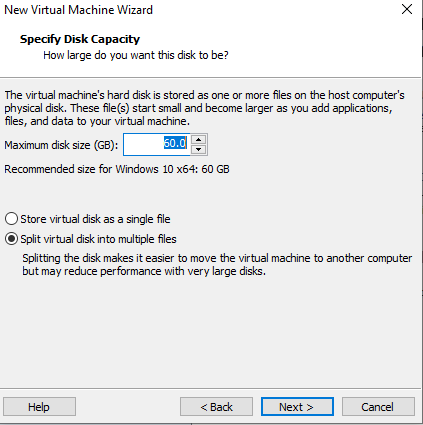 New Virtual Machine Wizard
Specify Disk Capacity
How large do you want this disk to be?
The virtual machine's hard disk is stored as one or more files on the host computer's
physical disk. These file(s) start small and become larger as you add applications,
files, and data to your virtual machine.
Maximum disk size (GB): 60.0
Recommended size for Windows 10 x64: 60 GB
Store virtual disk as a single file
Split virtual disk into multiple files
Splitting the disk makes it easier to move the virtual machine to another computer
but may reduce performance with very large disks.
Help < Back Next > Cancel